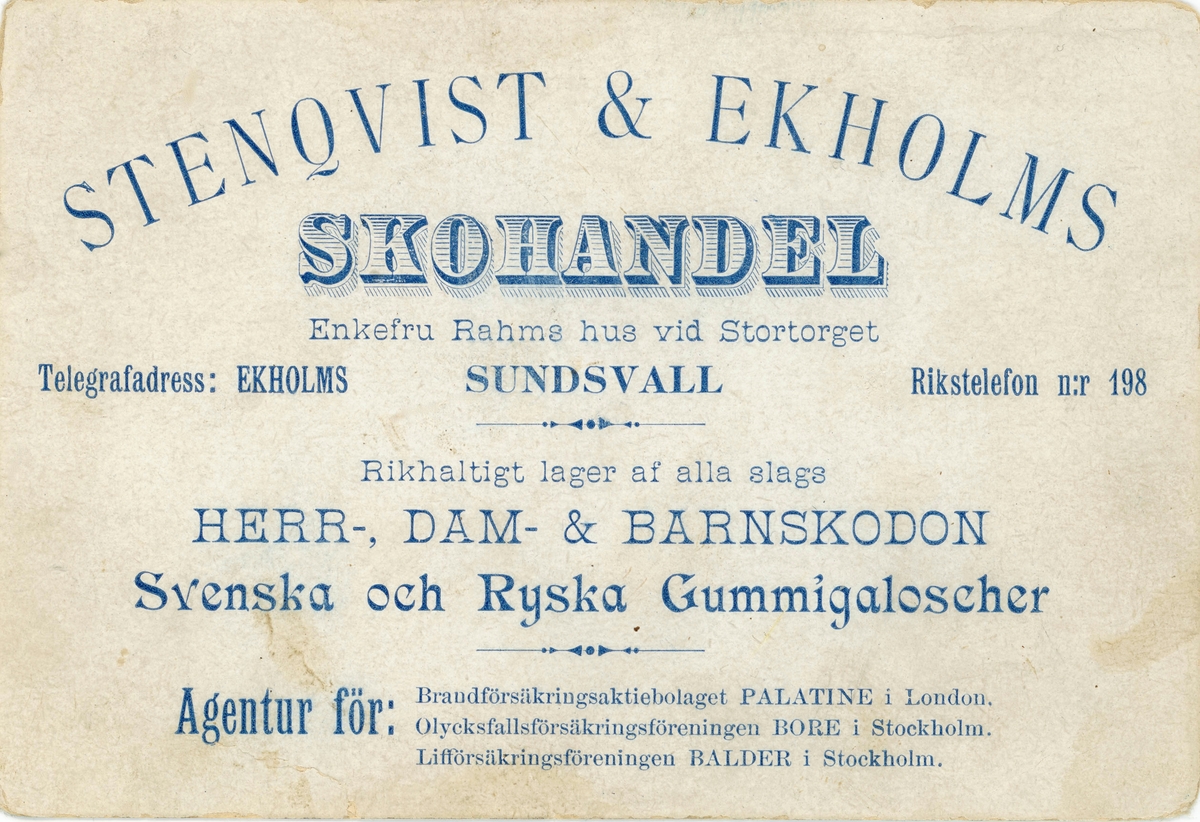 STENQVIST & EKHOLMS
SKOHANDEL
Enkefru Rahms hus vid Stortorget
Telegrafadress: EKHOLMS SUNDSVALL Rikstelefon n:r 198
Rikhaltigt lager af alla slags
HERR-, DAM- & BARNSKODON
Svenska och Ryska Gummigaloscher
Agentur för:
Brandförsäkringsaktiebolaget PALATINE i London.
Olycksfallsförsäkringsföreningen BORE i Stockholm.
Lifförsäkringsföreningen BALDER i Stockholm.